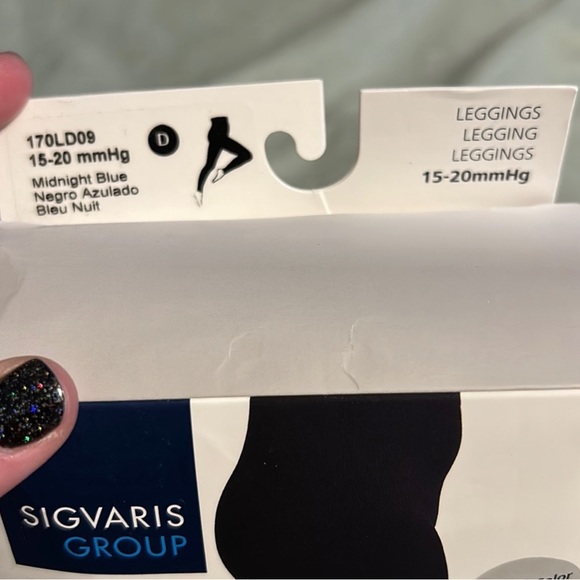 170LD09
15-20 mmHg
D
Midnight Blue
Negro Azulado
Bleu Nuit
LEGGINGS
LEGGING
LEGGINGS
15-20mmHg
SIGVARIS
GROUP